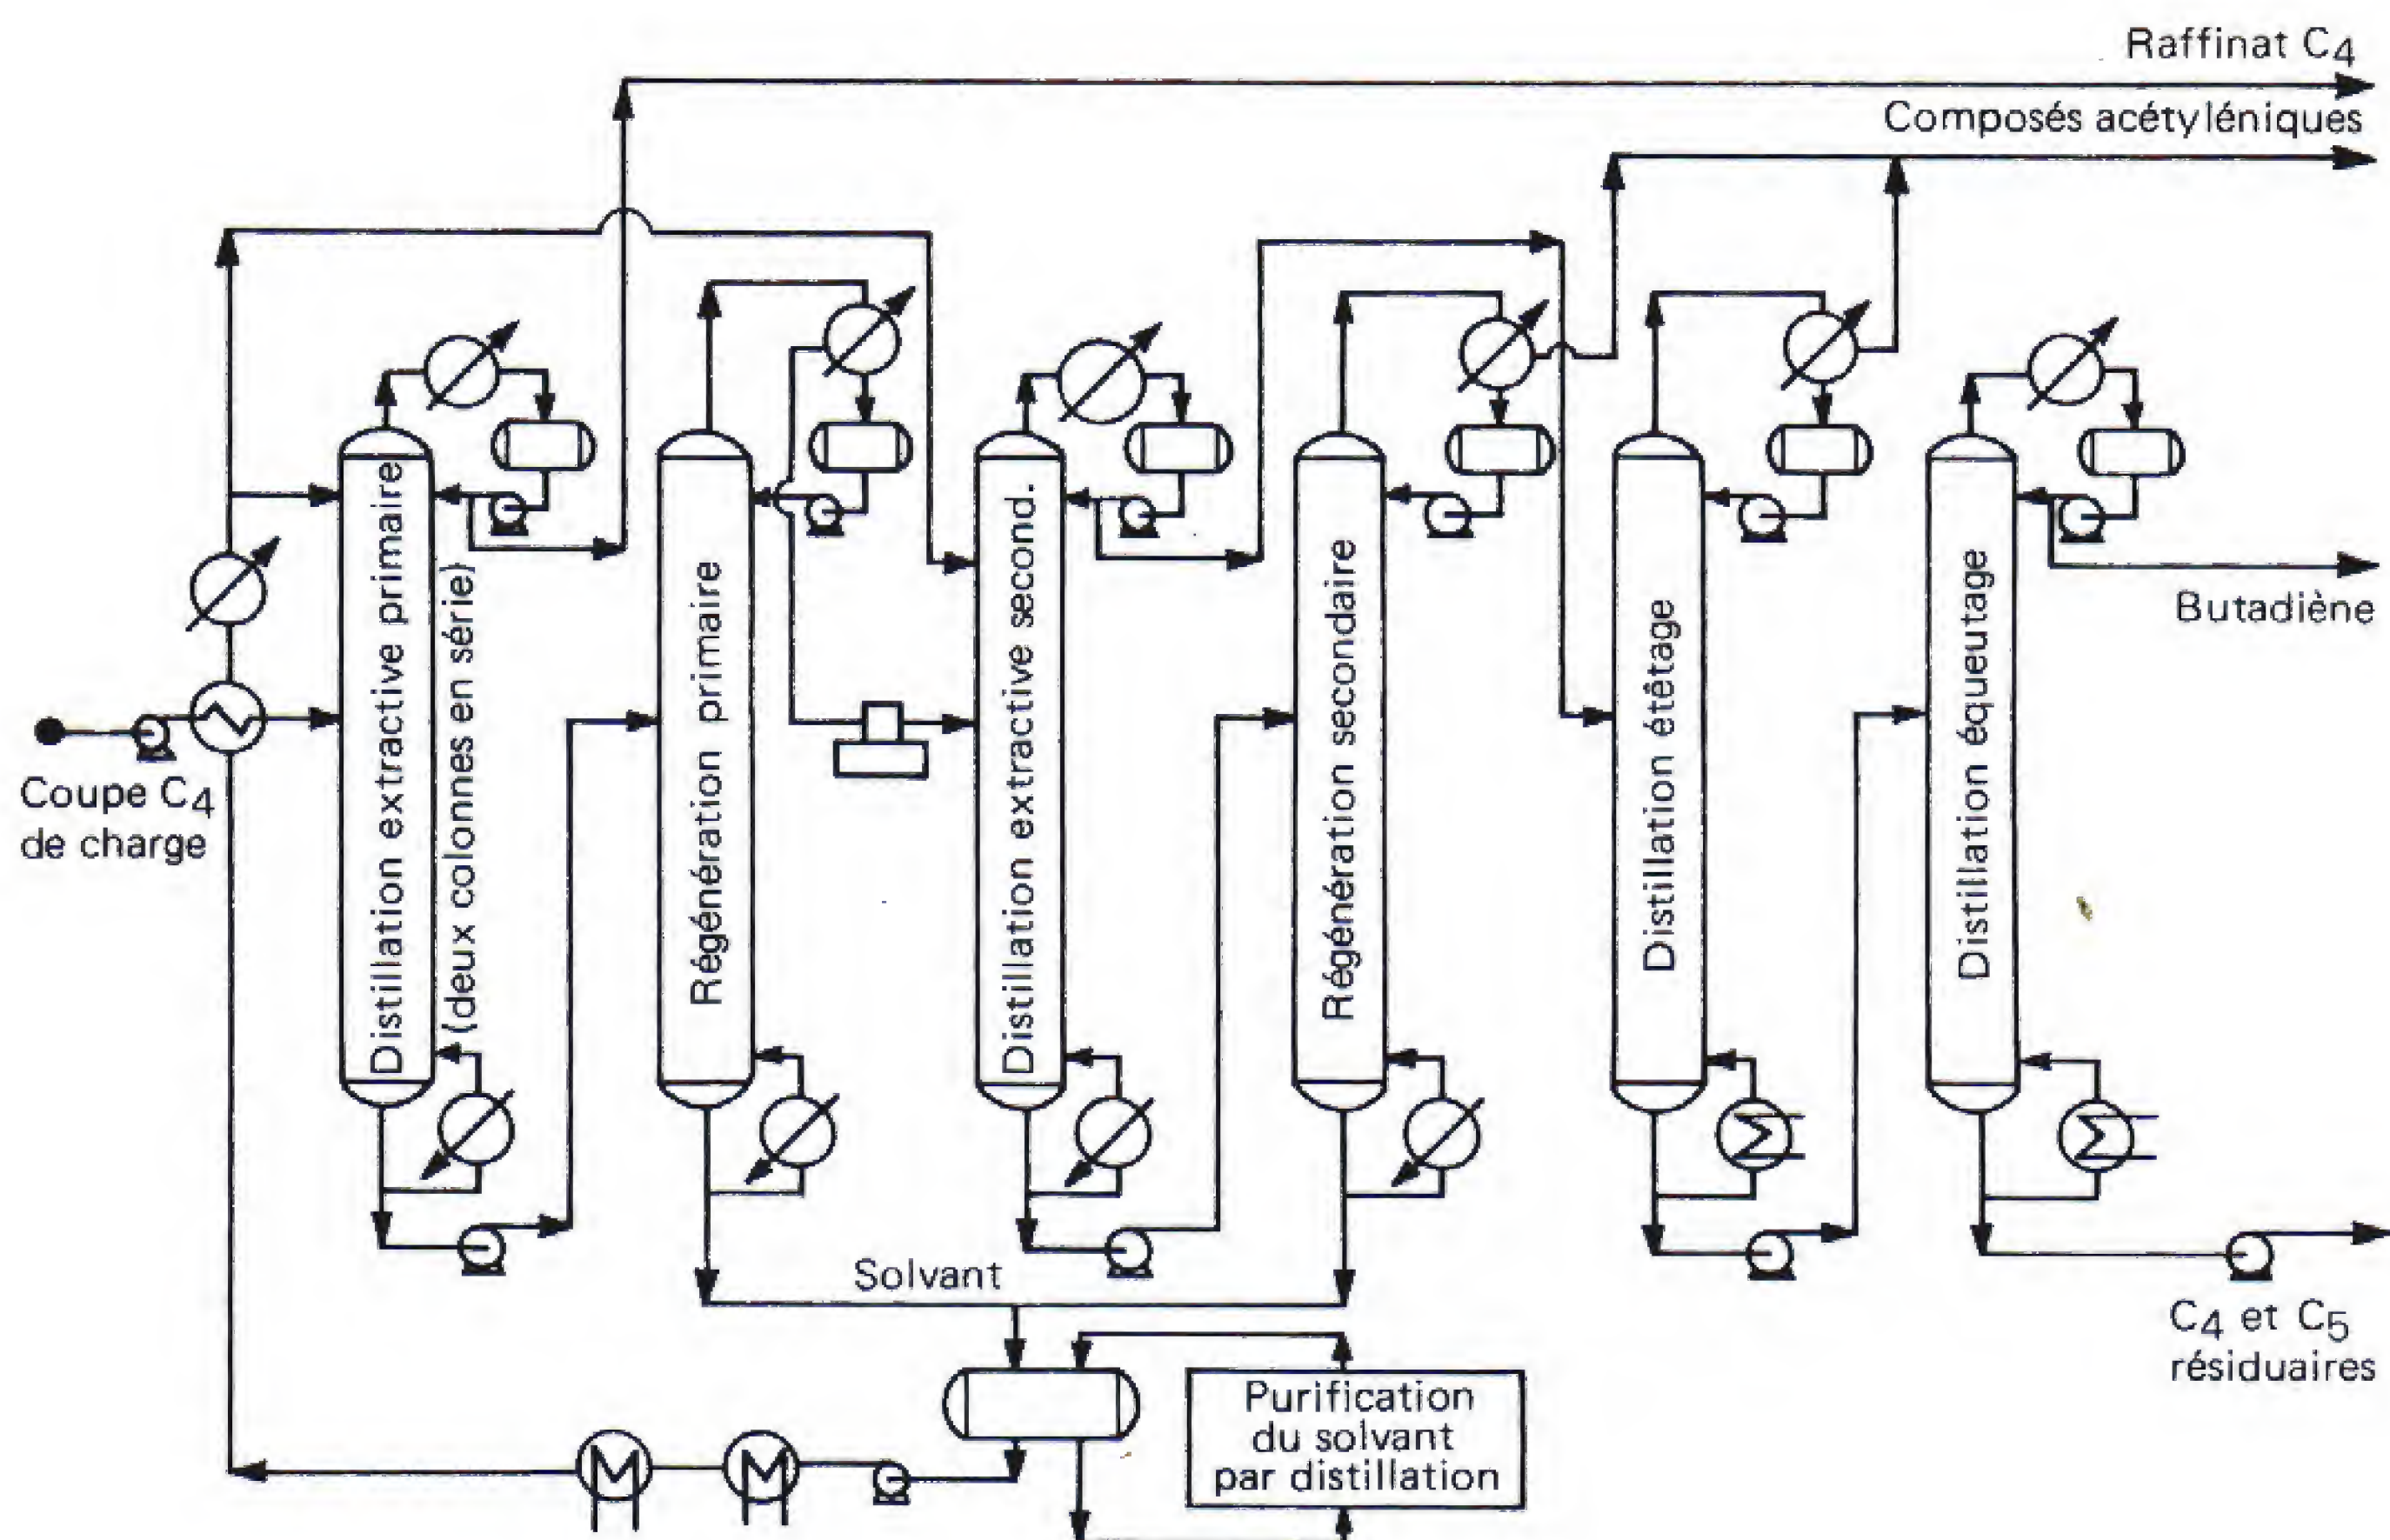 Raffinat C4
Composés acétyléniques
Distillation extractive primaire
(deux colonnes en série)
Régénération primaire
Distillation extractive second.
Régénération secondaire
Distillation étêtage
Distillation équeutage
Butadiène
Coupe C4
de charge
Solvant
C4 et C5
résiduaires
Purification
du solvant
par distillation